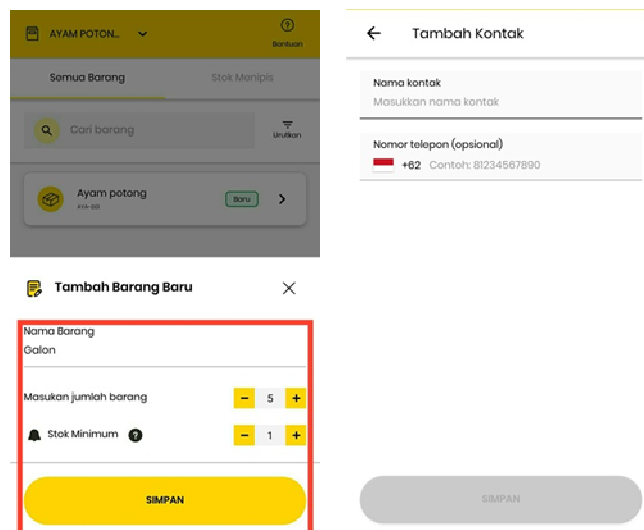 AYAM POTON...
Bantuan
Semua Barang
Stok Menipis
Cari barang
Urutkan
Ayam potong
Baru
Tambah Barang Baru
Nama Barang
Galon
Masukan jumlah barang
- 5 +
Stok Minimum ?
- 1 +
SIMPAN
Tambah Kontak
Nama kontak
Masukkan nama kontak
Nomor telepon (opsional)
+62 Contoh: 81234567890
SIMPAN